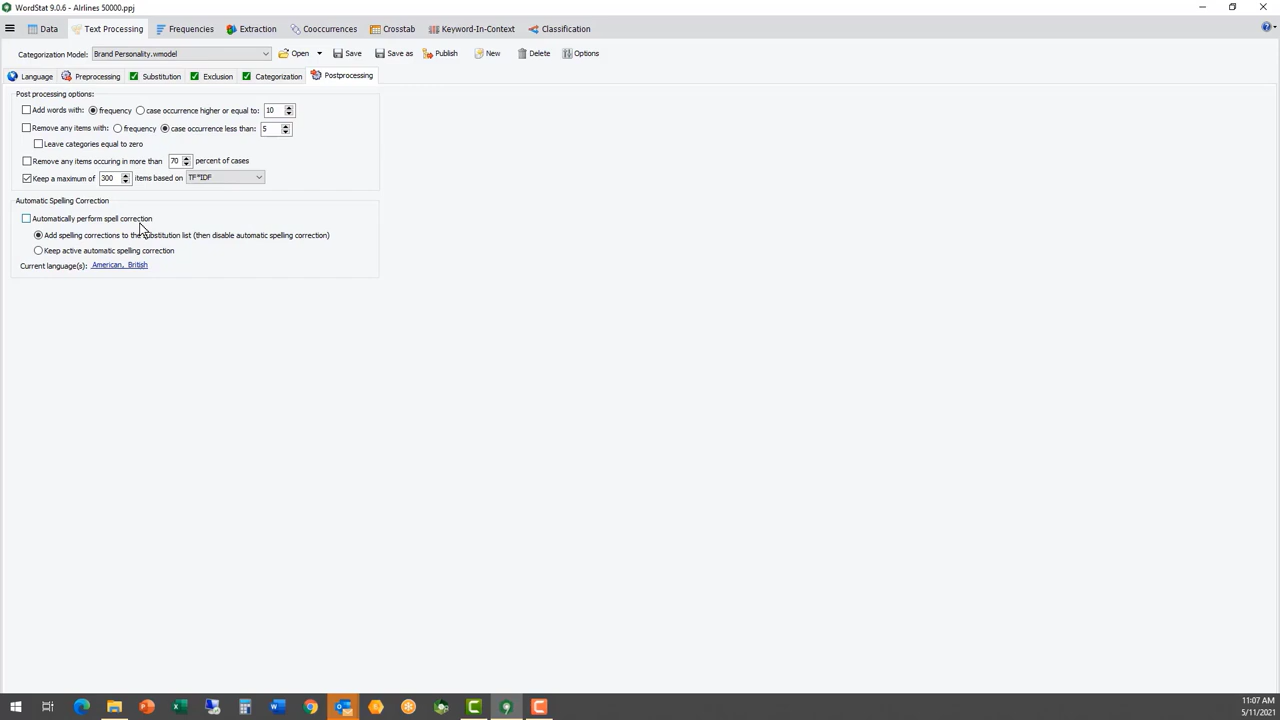 WordStat 9.0.6 - Airlines 50000.ppj
Data Text Processing Frequencies Extraction Cooccurrences Crosstab Keyword-In-Context Classification
Categorization Model: Brand Personality.wmodel Open Save Save as Publish New Delete Options
Language Preprocessing Substitution Exclusion Categorization Postprocessing
Post processing options:
Add words with: frequency case occurrence higher or equal to: 10
Remove any items with: frequency case occurrence less than: 5
Leave categories equal to zero
Remove any items occuring in more than 70 percent of cases
Keep a maximum of 300 items based on TF*IDF
Automatic Spelling Correction
Automatically perform spell correction
Add spelling corrections to the substitution list (then disable automatic spelling correction)
Keep active automatic spelling correction
Current language(s): American, British
11:07 AM
5/11/2021